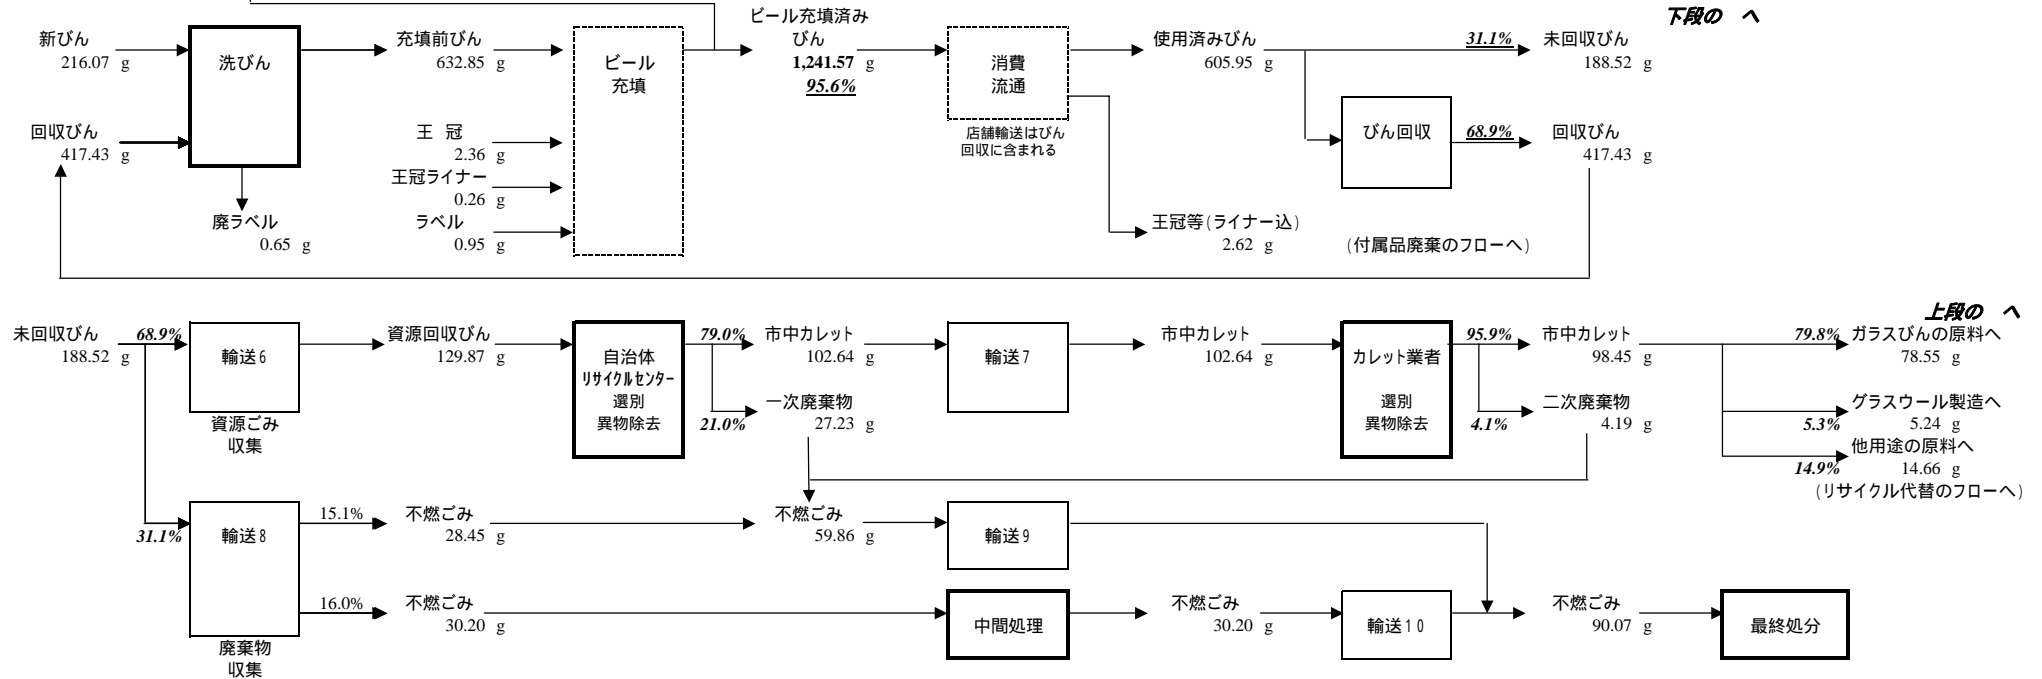 下段の へ
ビール充填済み
新びん
216.07 g
洗びん
充填前びん
632.85 g
ビール
充填
びん
1,241.57 g
95.6%
消費
流通
使用済みびん
605.95 g
31.1%
未回収びん
188.52 g
回収びん
417.43 g
王 冠
2.36 g
店舗輸送はびん
回収に含まれる
びん回収
68.9%
回収びん
417.43 g
王冠ライナー
0.26 g
廃ラベル
0.65 g
ラベル
0.95 g
王冠等(ライナー込)
2.62 g
(付属品廃棄のフローへ)
上段の へ
未回収びん
188.52 g
68.9%
輸送6
資源ごみ
収集
資源回収びん
129.87 g
自治体
リサイクルセンター
選別
異物除去
79.0%
市中カレット
102.64 g
輸送7
市中カレット
102.64 g
カレット業者
選別
異物除去
95.9%
市中カレット
98.45 g
79.8%
ガラスびんの原料へ
78.55 g
21.0%
一次廃棄物
27.23 g
4.1%
二次廃棄物
4.19 g
5.3%
グラスウール製造へ
5.24 g
14.9%
他用途の原料へ
14.66 g
(リサイクル代替のフローへ)
31.1%
輸送8
廃棄物
収集
15.1%
不燃ごみ
28.45 g
不燃ごみ
59.86 g
輸送9
16.0%
不燃ごみ
30.20 g
中間処理
不燃ごみ
30.20 g
輸送10
不燃ごみ
90.07 g
最終処分